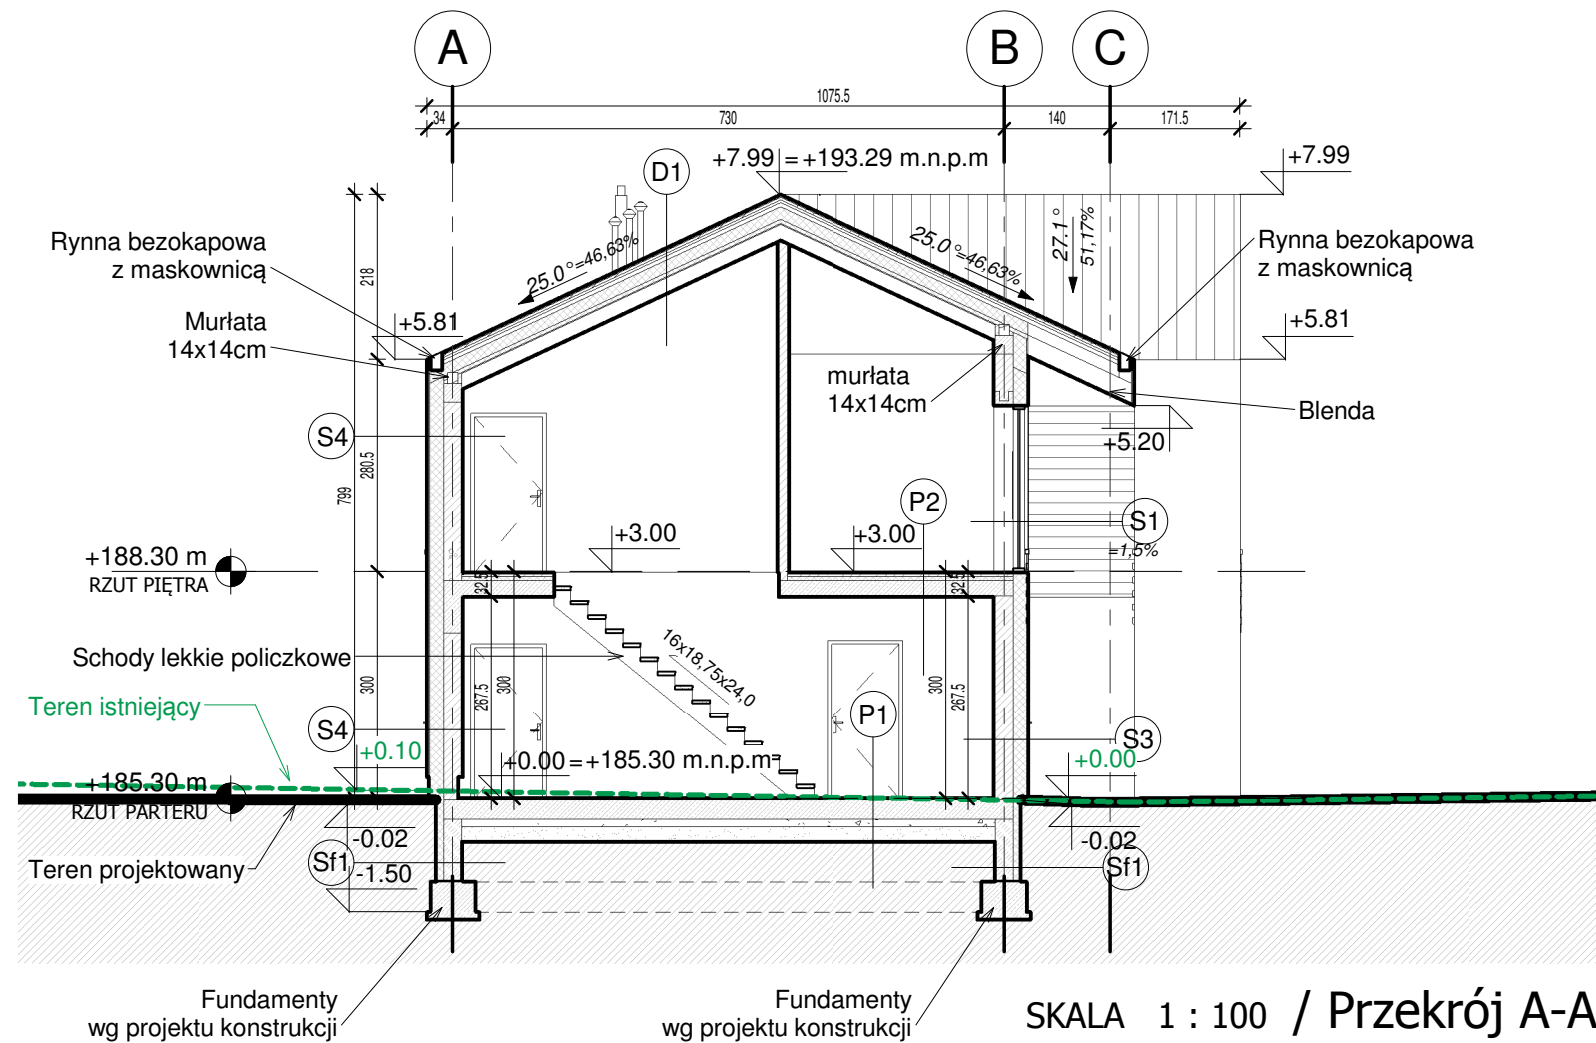 A
B
C
1075.5
34
730
140
171.5
+7.99 = +193.29 m.n.p.m
+7.99
D1
Rynna bezokapowa
z maskownicą
25.0°=46,63%
25.0°=46,63%
27.1°
51,17%
Rynna bezokapowa
z maskownicą
218
Murłata
14x14cm
+5.81
+5.81
murłata
14x14cm
Blenda
+5.20
S4
280.5
799
P2
S1
+3.00
+3.00
=1,5%
+188.30 m
RZUT PIĘTRA
32.5
32.5
Schody lekkie policzkowe
16x18,75x24,0
300
267.5
300
300
267.5
Teren istniejący
P1
S4
S3
+0.10
+0.00 = +185.30 m.n.p.m
+0.00
+185.30 m
RZUT PARTERU
-0.02
-0.02
Teren projektowany
Sf1
Sf1
-1.50
Fundamenty
wg projektu konstrukcji
Fundamenty
wg projektu konstrukcji
SKALA 1 : 100 / Przekrój A-A